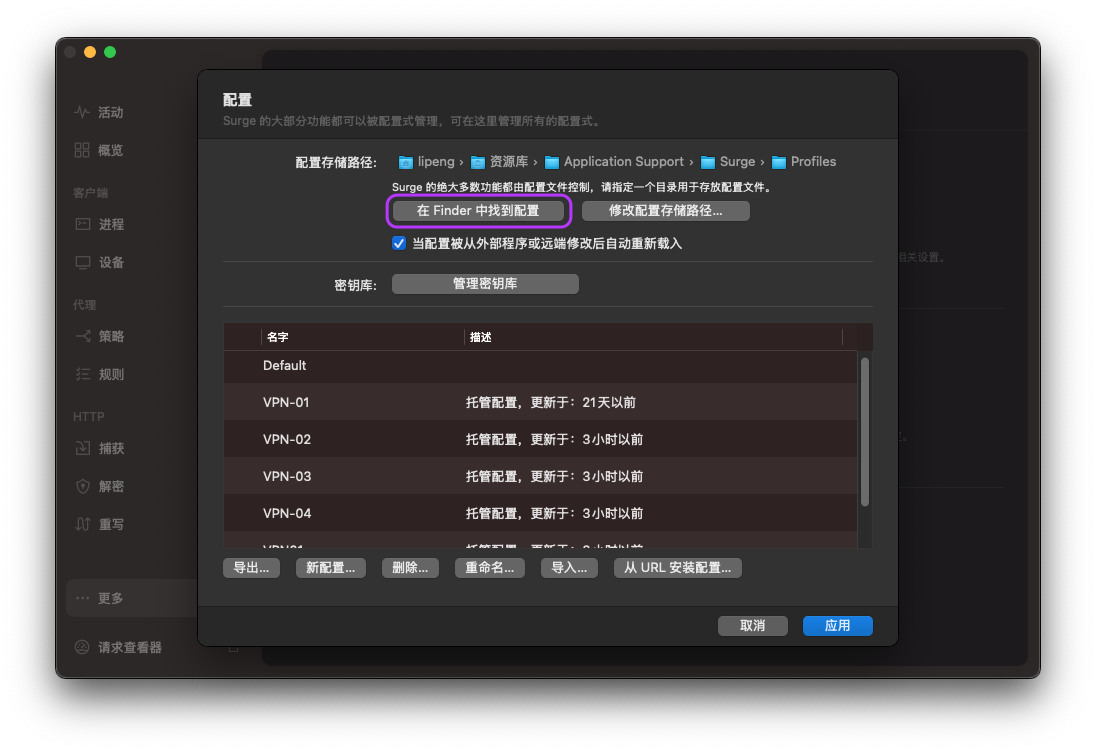 活动
概览
客户端
进程
设备
代理
策略
规则
HTTP
捕获
解密
重写
更多
请求查看器
配置
Surge 的大部分功能都可以被配置式管理，可在这里管理所有的配置式。
配置存储路径: lipeng › 资源库 › Application Support › Surge › Profiles
Surge 的绝大多数功能都由配置文件控制，请指定一个目录用于存放配置文件。
在 Finder 中找到配置 修改配置存储路径...
当配置被从外部程序或远端修改后自动重新载入
相关设置。
密钥库: 管理密钥库
名字 描述
Default
VPN-01 托管配置，更新于：21天以前
VPN-02 托管配置，更新于：3小时以前
VPN-03 托管配置，更新于：3小时以前
VPN-04 托管配置，更新于：3小时以前
导出... 新配置... 删除... 重命名... 导入... 从 URL 安装配置...
取消 应用